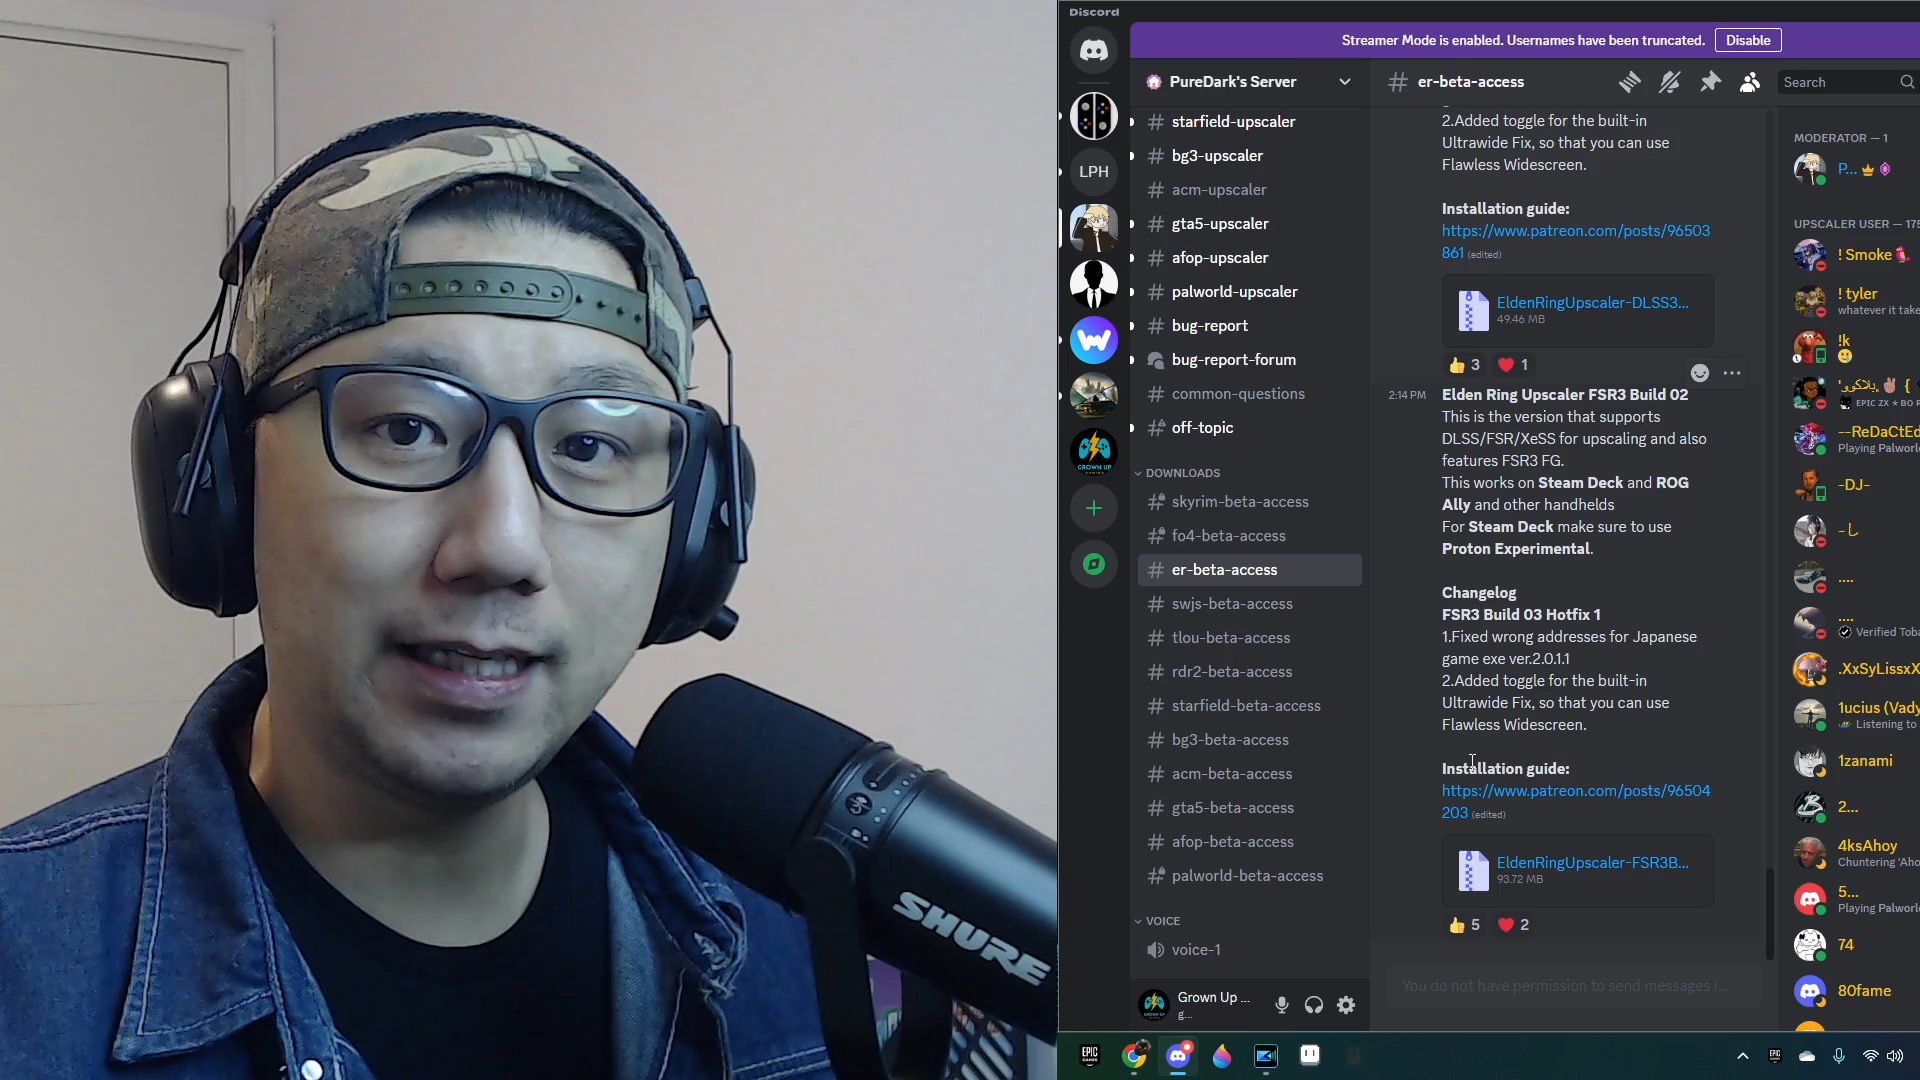 Discord
Streamer Mode is enabled. Usernames have been truncated.
Disable
PureDark's Server
er-beta-access
Search
LPH
GROWN UP
starfield-upscaler
bg3-upscaler
acm-upscaler
gta5-upscaler
afop-upscaler
palworld-upscaler
bug-report
bug-report-forum
common-questions
off-topic
DOWNLOADS
skyrim-beta-access
fo4-beta-access
er-beta-access
swjs-beta-access
tlou-beta-access
rdr2-beta-access
starfield-beta-access
bg3-beta-access
acm-beta-access
gta5-beta-access
afop-beta-access
palworld-beta-access
VOICE
voice-1
Grown Up ...
g...
2.Added toggle for the built-in
Ultrawide Fix, so that you can use
Flawless Widescreen.
Installation guide:
https://www.patreon.com/posts/96503
861 (edited)
EldenRingUpscaler-DLSS3...
49.46 MB
3
1
2:14 PM
Elden Ring Upscaler FSR3 Build 02
This is the version that supports
DLSS/FSR/XeSS for upscaling and also
features FSR3 FG.
This works on Steam Deck and ROG
Ally and other handhelds
For Steam Deck make sure to use
Proton Experimental.
Changelog
FSR3 Build 03 Hotfix 1
1.Fixed wrong addresses for Japanese
game exe ver.2.0.1.1
2.Added toggle for the built-in
Ultrawide Fix, so that you can use
Flawless Widescreen.
Installation guide:
https://www.patreon.com/posts/96504
203 (edited)
EldenRingUpscaler-FSR3B...
93.72 MB
5
2
You do not have permission to send messages i...
MODERATOR — 1
P...
UPSCALER USER — 175
! Smoke
! tyler
whatever it take
!k
EPIC ZX ★ BO
--ReDaCtEd
Playing Palworl
-DJ-
-し
....
....
Verified Toba
.XxSyLissxX
1ucius (Vady
Listening to
1zanami
2...
4ksAhoy
Chuntering 'Aho
5...
Playing Palworl
74
80fame
SHURE
EPIC
GAMES
EPIC